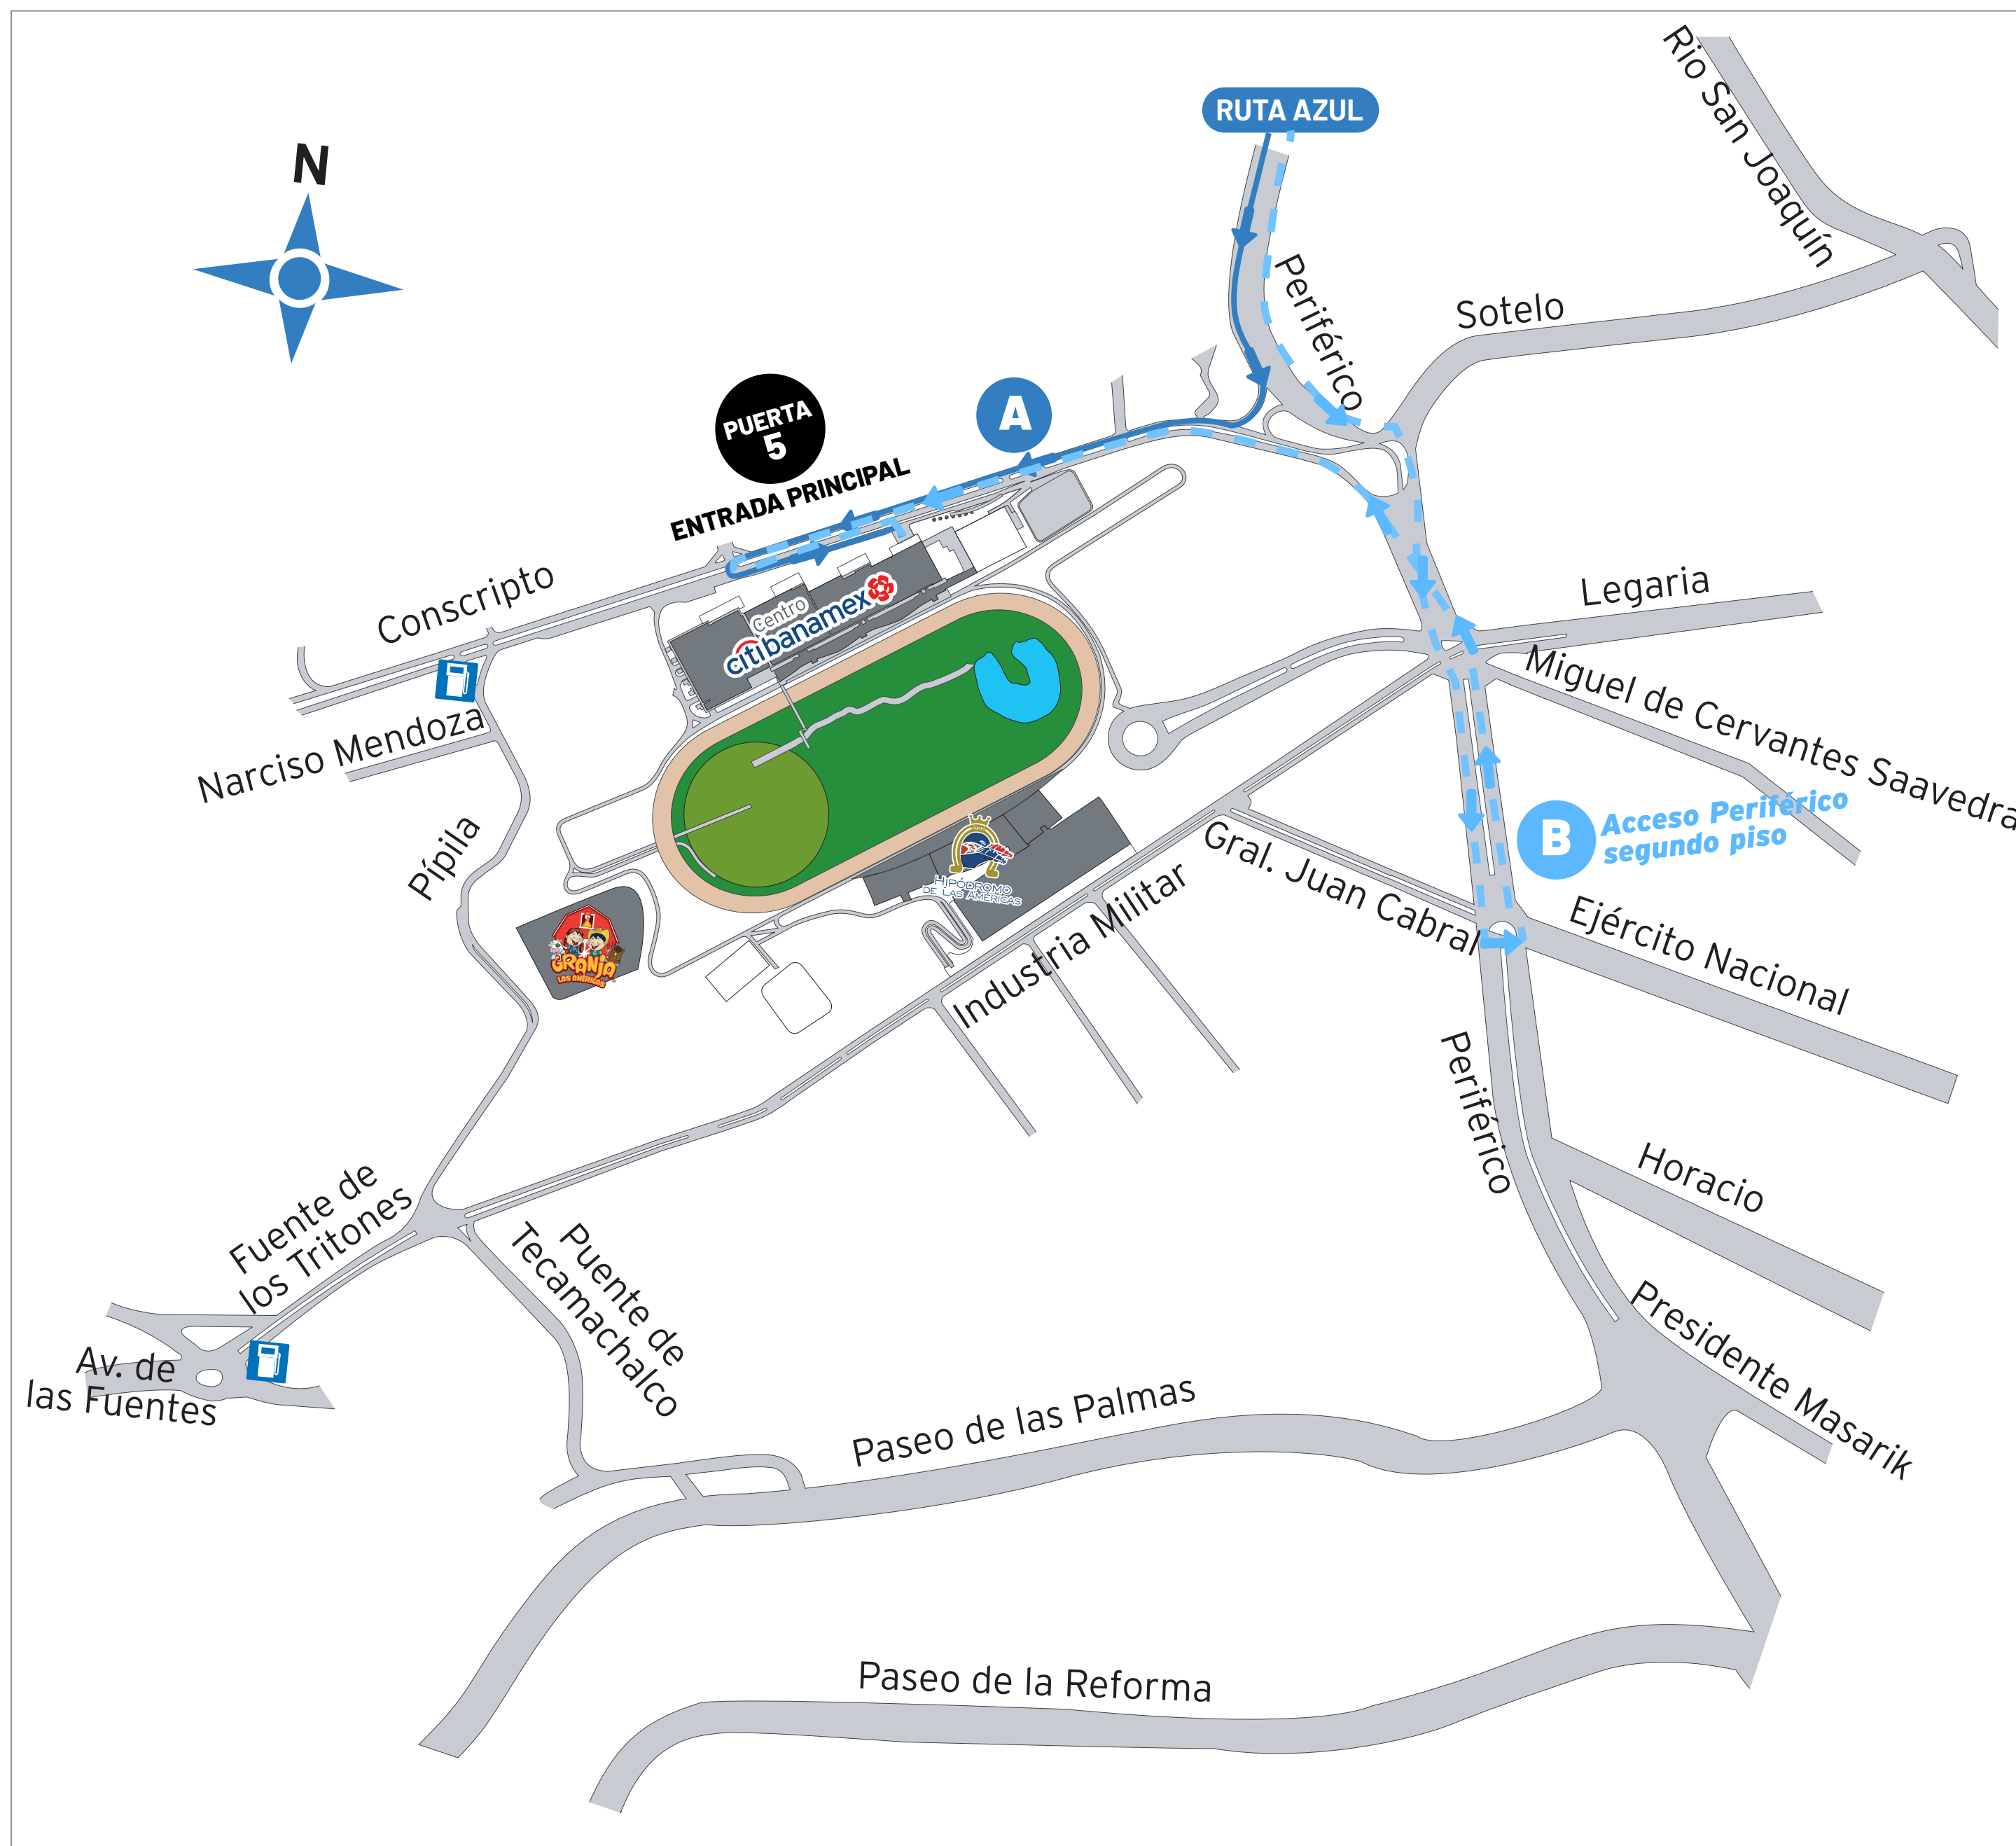 Rio San Joaquín
RUTA AZUL
N
Periférico
Sotelo
PUERTA
5
A
ENTRADA PRINCIPAL
Conscripto
Legaria
Centro
citibanamex
Miguel de Cervantes Saavedra
Narciso Mendoza
B
Acceso Periférico
segundo piso
Pípila
Gral. Juan Cabral
HIPÓDROMO
DE LAS AMÉRICAS
Ejército Nacional
GRANJA
LAS AMÉRICAS
Industria Militar
Periférico
Horacio
Fuente de
los Tritones
Puente de
Tecamachalco
Presidente Masarik
Av. de
las Fuentes
Paseo de las Palmas
Paseo de la Reforma